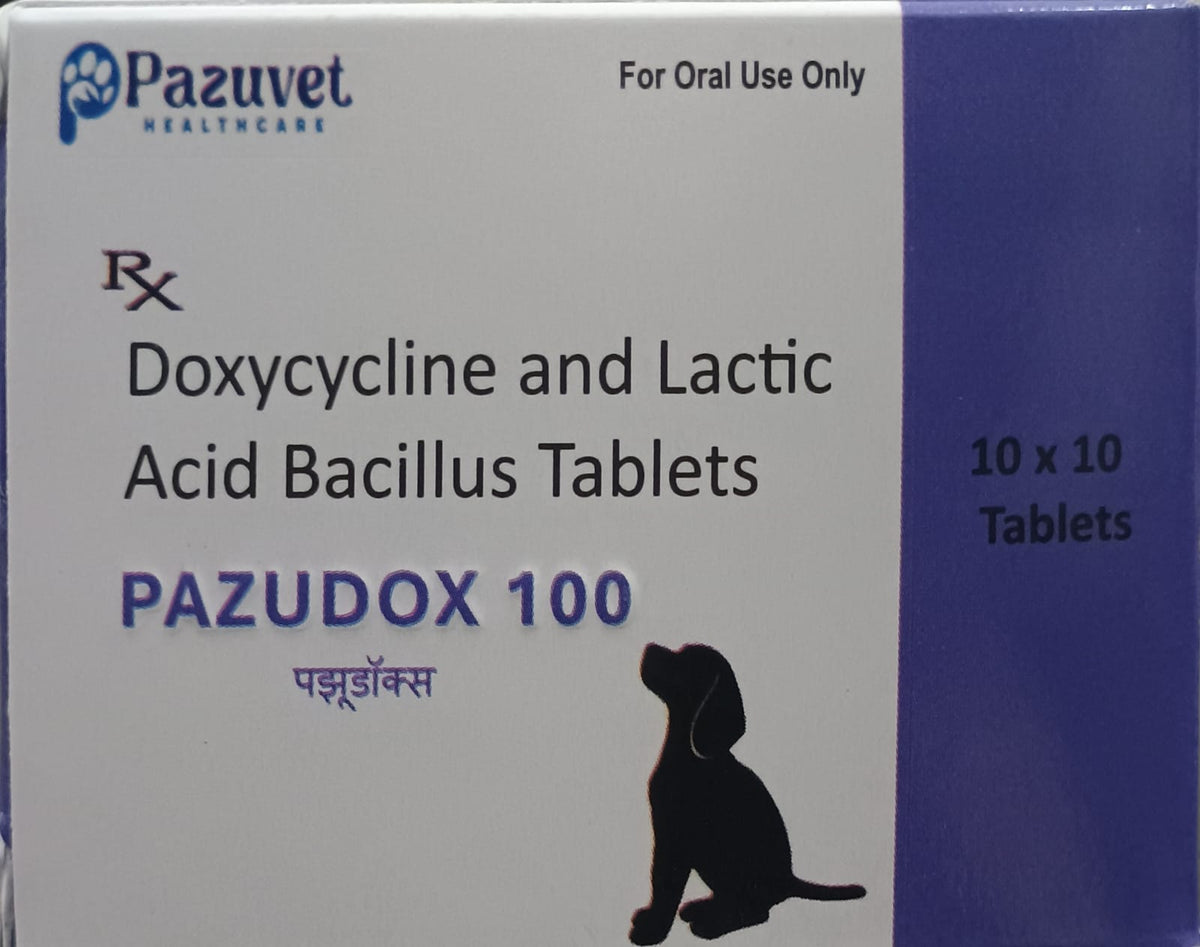 Pazuvet
HEALTHCARE
For Oral Use Only
Rx
Doxycycline and Lactic
Acid Bacillus Tablets
PAZUDOX 100
पझूडॉक्स
10 x 10
Tablets